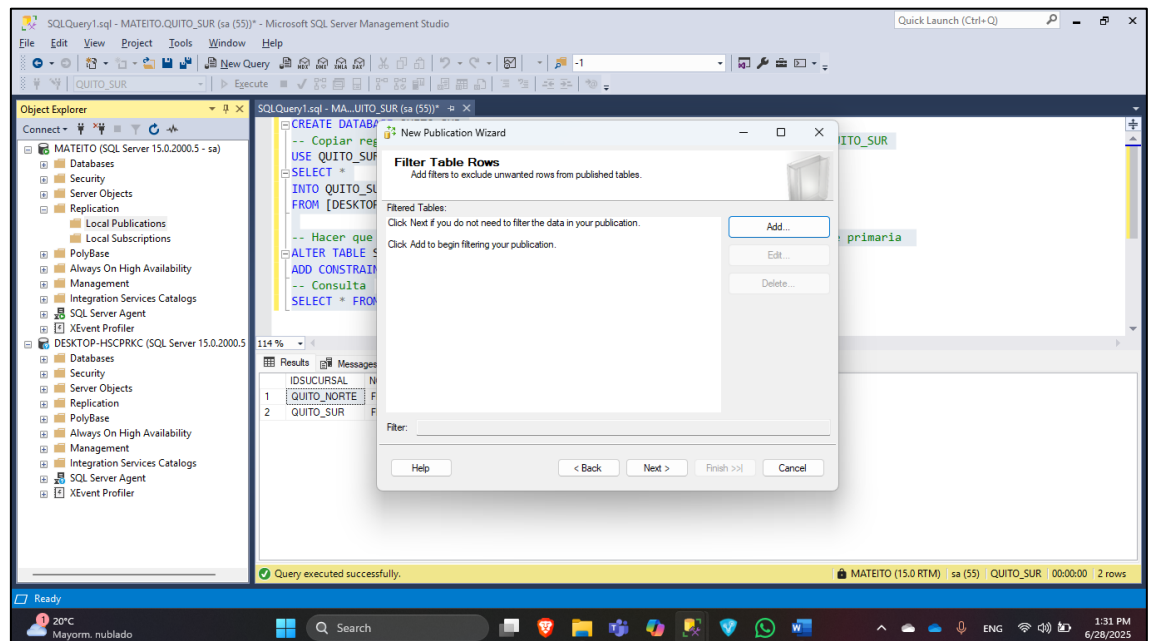 SQLQuery1.sql - MATEITO.QUITO_SUR (sa (55))* - Microsoft SQL Server Management Studio
Quick Launch (Ctrl+Q)
File Edit View Project Tools Window Help
New Query
-1
QUITO_SUR
Execute
Object Explorer
SQLQuery1.sql - MA...UITO_SUR (sa (55))*
Connect
MATEITO (SQL Server 15.0.2000.5 - sa)
Databases
Security
Server Objects
Replication
Local Publications
Local Subscriptions
PolyBase
Always On High Availability
Management
Integration Services Catalogs
SQL Server Agent
XEvent Profiler
DESKTOP-HSCPRKC (SQL Server 15.0.2000.5
Databases
Security
Server Objects
Replication
PolyBase
Always On High Availability
Management
Integration Services Catalogs
SQL Server Agent
XEvent Profiler
CREATE DATABA
-- Copiar reg
ITO_SUR
USE QUITO_SUR
SELECT *
INTO QUITO_SU
FROM [DESKTOP
-- Hacer que
primaria
ALTER TABLE S
ADD CONSTRAIN
-- Consulta
SELECT * FROM
114 %
Results Messages
IDSUCURSAL
1 QUITO_NORTE F
2 QUITO_SUR F
New Publication Wizard
Filter Table Rows
Add filters to exclude unwanted rows from published tables.
Filtered Tables:
Click Next if you do not need to filter the data in your publication.
Click Add to begin filtering your publication.
Add...
Edit...
Delete...
Filter:
Help
< Back
Next >
Finish >>|
Cancel
Query executed successfully.
MATEITO (15.0 RTM) sa (55) QUITO_SUR 00:00:00 2 rows
Ready
1
20°C
Mayorm. nublado
Search
ENG
1:31 PM
6/28/2025